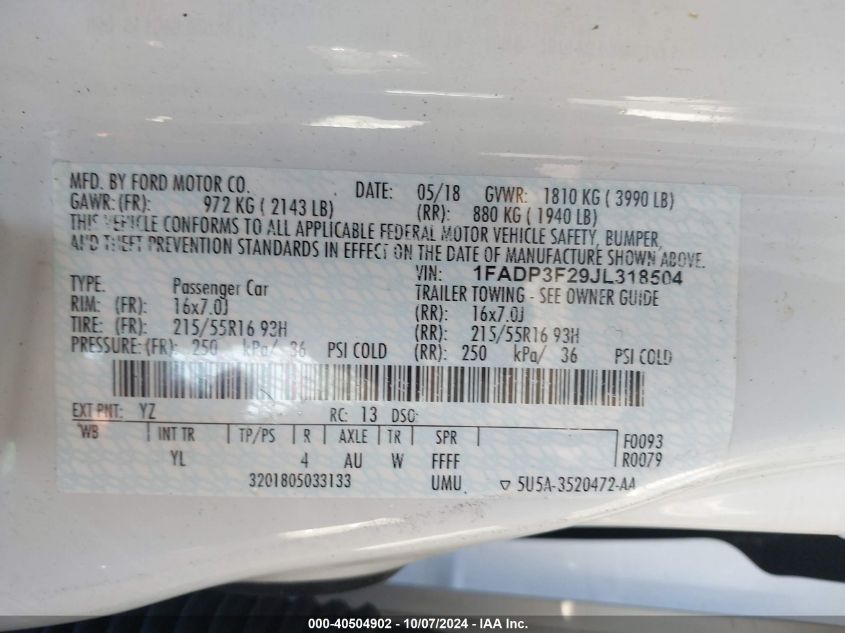 MFD. BY FORD MOTOR CO. DATE: 05/18 GVWR: 1810 KG ( 3990 LB)
GAWR: (FR): 972 KG ( 2143 LB) (RR): 880 KG ( 1940 LB)
THIS VEHICLE CONFORMS TO ALL APPLICABLE FEDERAL MOTOR VEHICLE SAFETY, BUMPER,
AND THEFT PREVENTION STANDARDS IN EFFECT ON THE DATE OF MANUFACTURE SHOWN ABOVE.
VIN: 1FADP3F29JL318504
TYPE: Passenger Car TRAILER TOWING - SEE OWNER GUIDE
RIM: (FR): 16x7.0J (RR): 16x7.0J
TIRE: (FR): 215/55R16 93H (RR): 215/55R16 93H
PRESSURE: (FR): 250 kPa/ 36 PSI COLD (RR): 250 kPa/ 36 PSI COLD
EXT PNT: YZ RC: 13 DSO:
WB INT TR TP/PS R AXLE TR SPR F0093
YL 4 AU W FFFF R0079
3201805033133 UMU ▽ 5U5A-3520472-AA
000-40504902 - 10/07/2024 - IAA Inc.